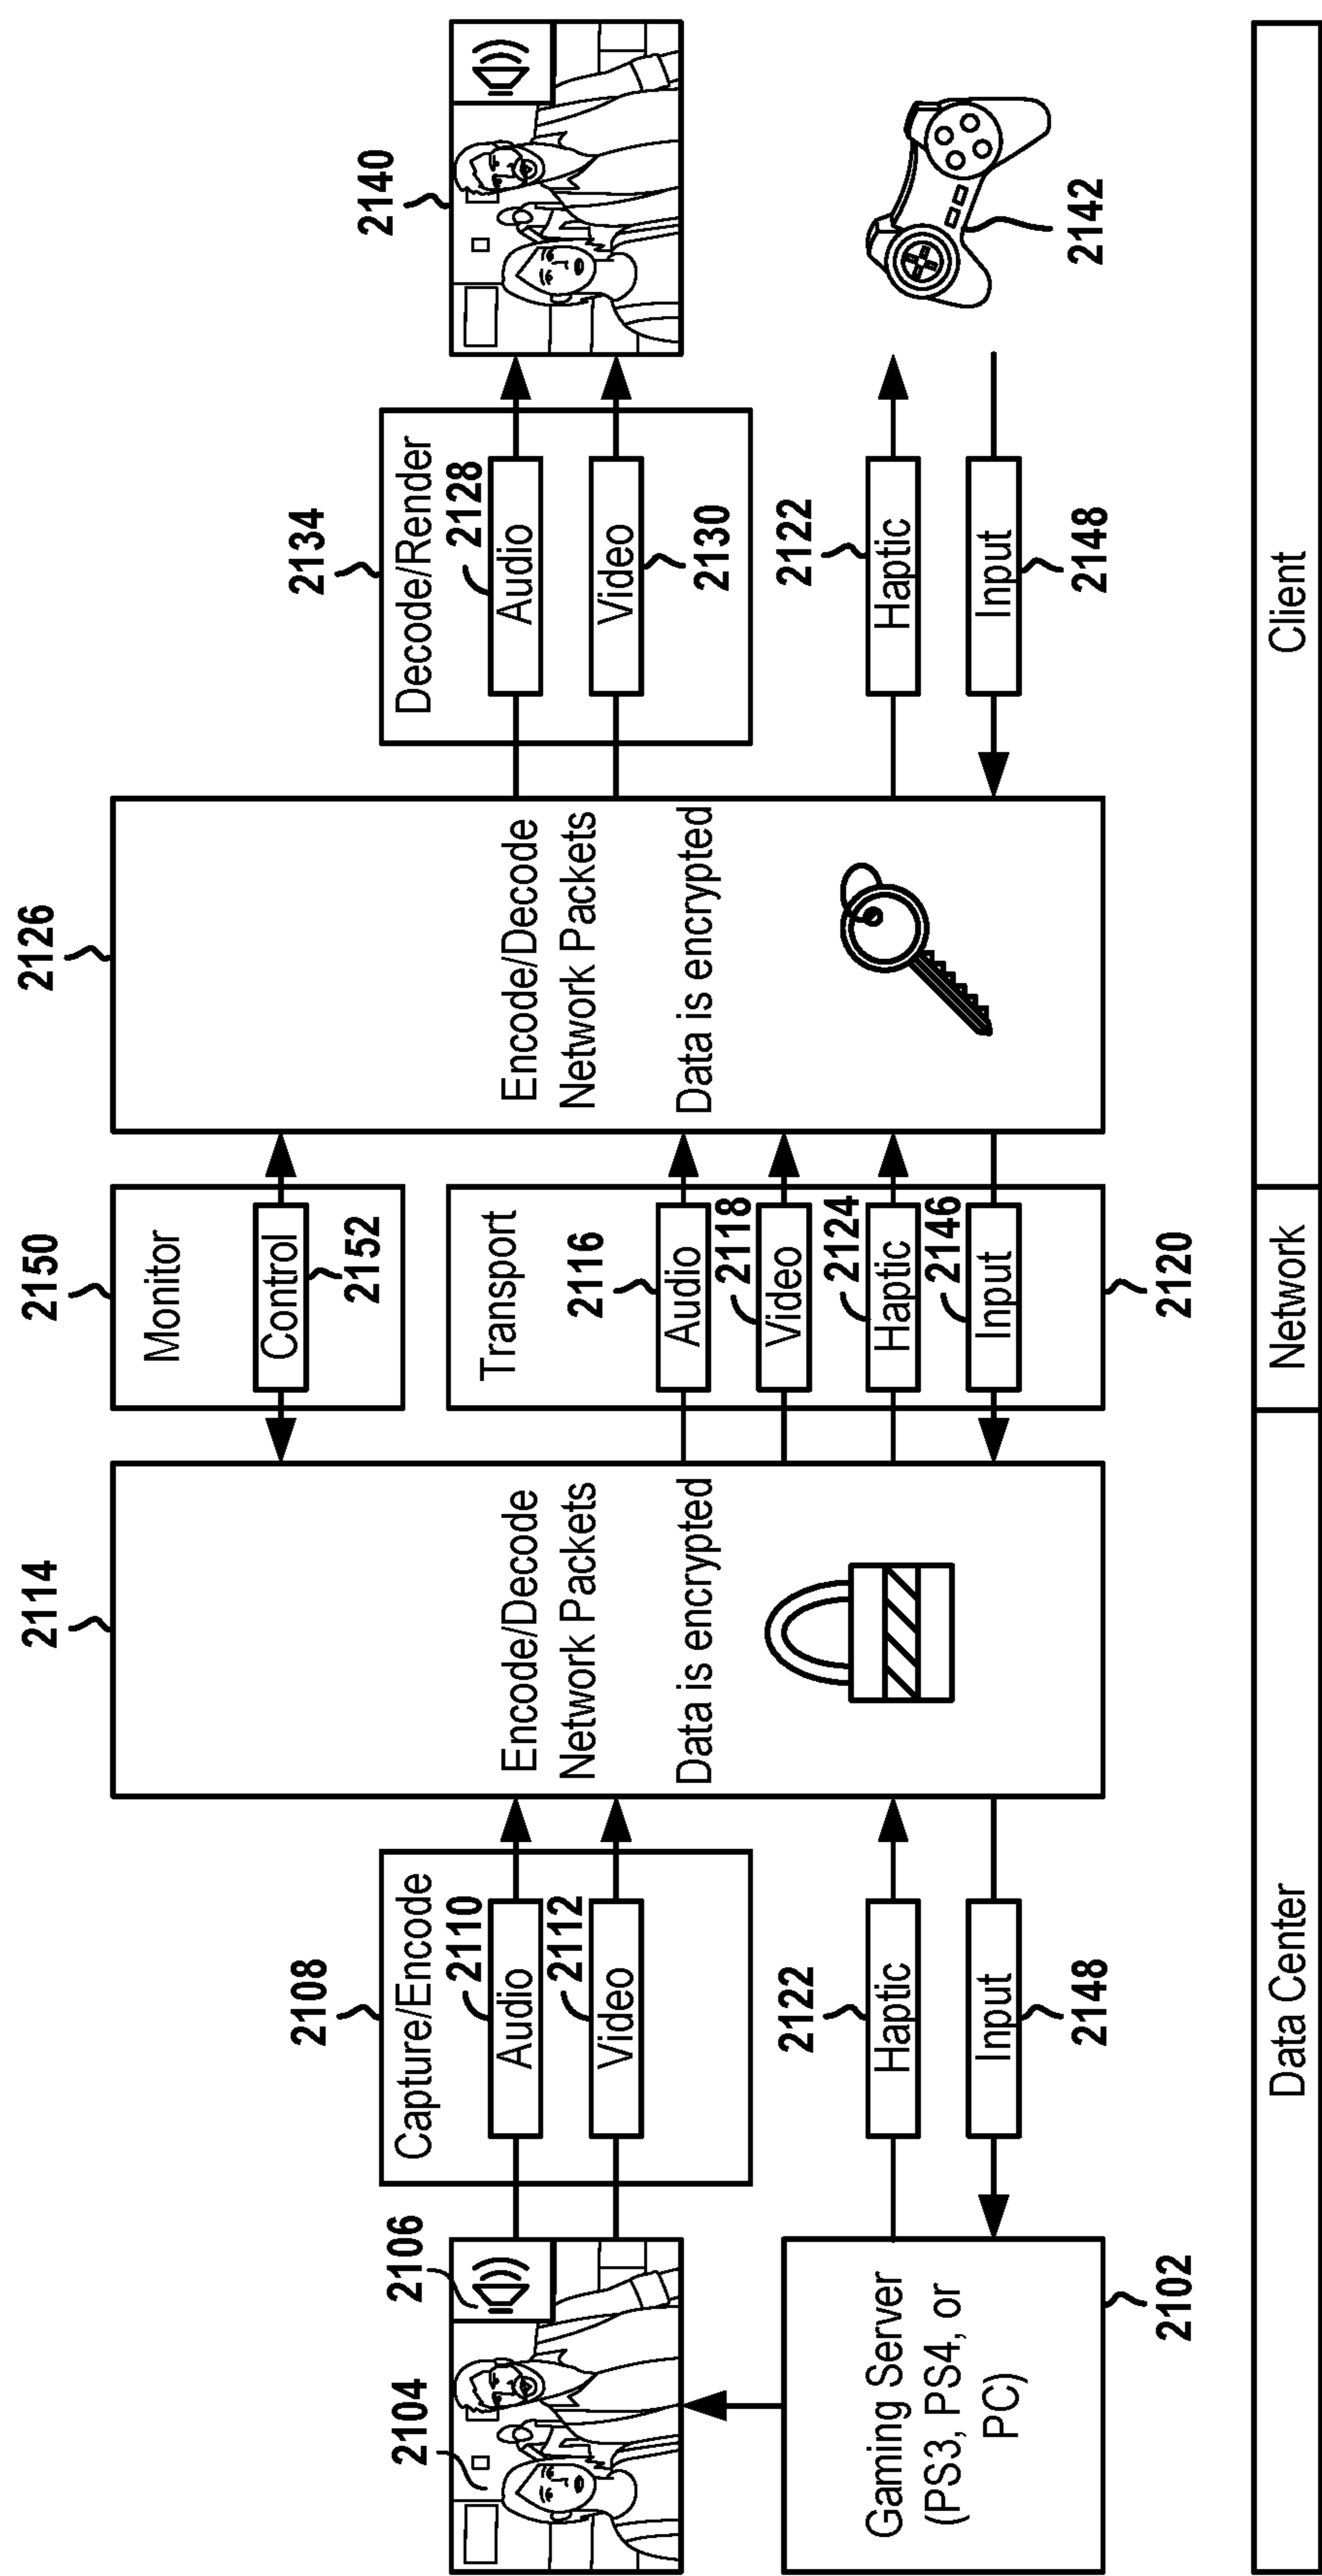 2114
2150
2126
2108
2134
2140
Monitor
Control
2152
Capture/Encode
2110
Audio
2112
Video
Encode/Decode
Network Packets
Data is encrypted
Transport
2116
Audio
2118
Video
2124
Haptic
2146
Input
2120
Encode/Decode
Network Packets
Data is encrypted
Decode/Render
2128
Audio
Video
2130
2104
2106
Gaming Server
(PS3, PS4, or
PC)
2102
2122
Haptic
Input
2148
2122
Haptic
Input
2148
2142
Data Center
Network
Client